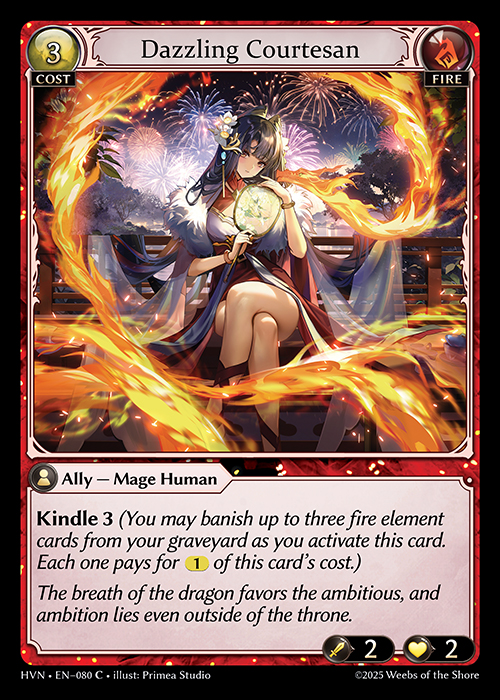 3
Dazzling Courtesan
COST
FIRE
Ally — Mage Human
Kindle 3 (You may banish up to three fire element
cards from your graveyard as you activate this card.
Each one pays for 1 of this card's cost.)
The breath of the dragon favors the ambitious, and
ambition lies even outside of the throne.
2
2
HVN • EN–080 C • illust: Primea Studio
©2025 Weebs of the Shore